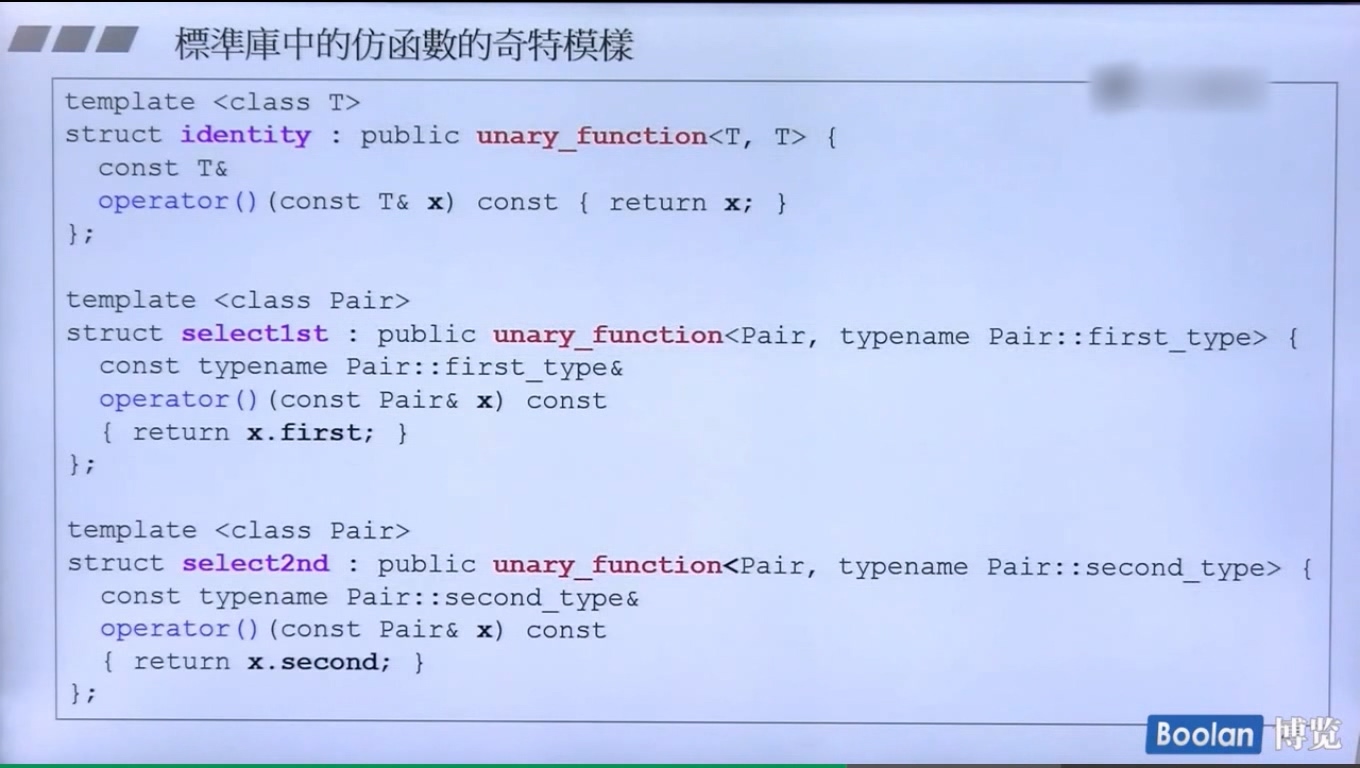 標準庫中的仿函數的奇特模樣
template <class T>
struct identity : public unary_function<T, T> {
  const T&
  operator()(const T& x) const { return x; }
};
template <class Pair>
struct select1st : public unary_function<Pair, typename Pair::first_type> {
  const typename Pair::first_type&
  operator()(const Pair& x) const
  { return x.first; }
};
template <class Pair>
struct select2nd : public unary_function<Pair, typename Pair::second_type> {
  const typename Pair::second_type&
  operator()(const Pair& x) const
  { return x.second; }
};
Boolan 博览